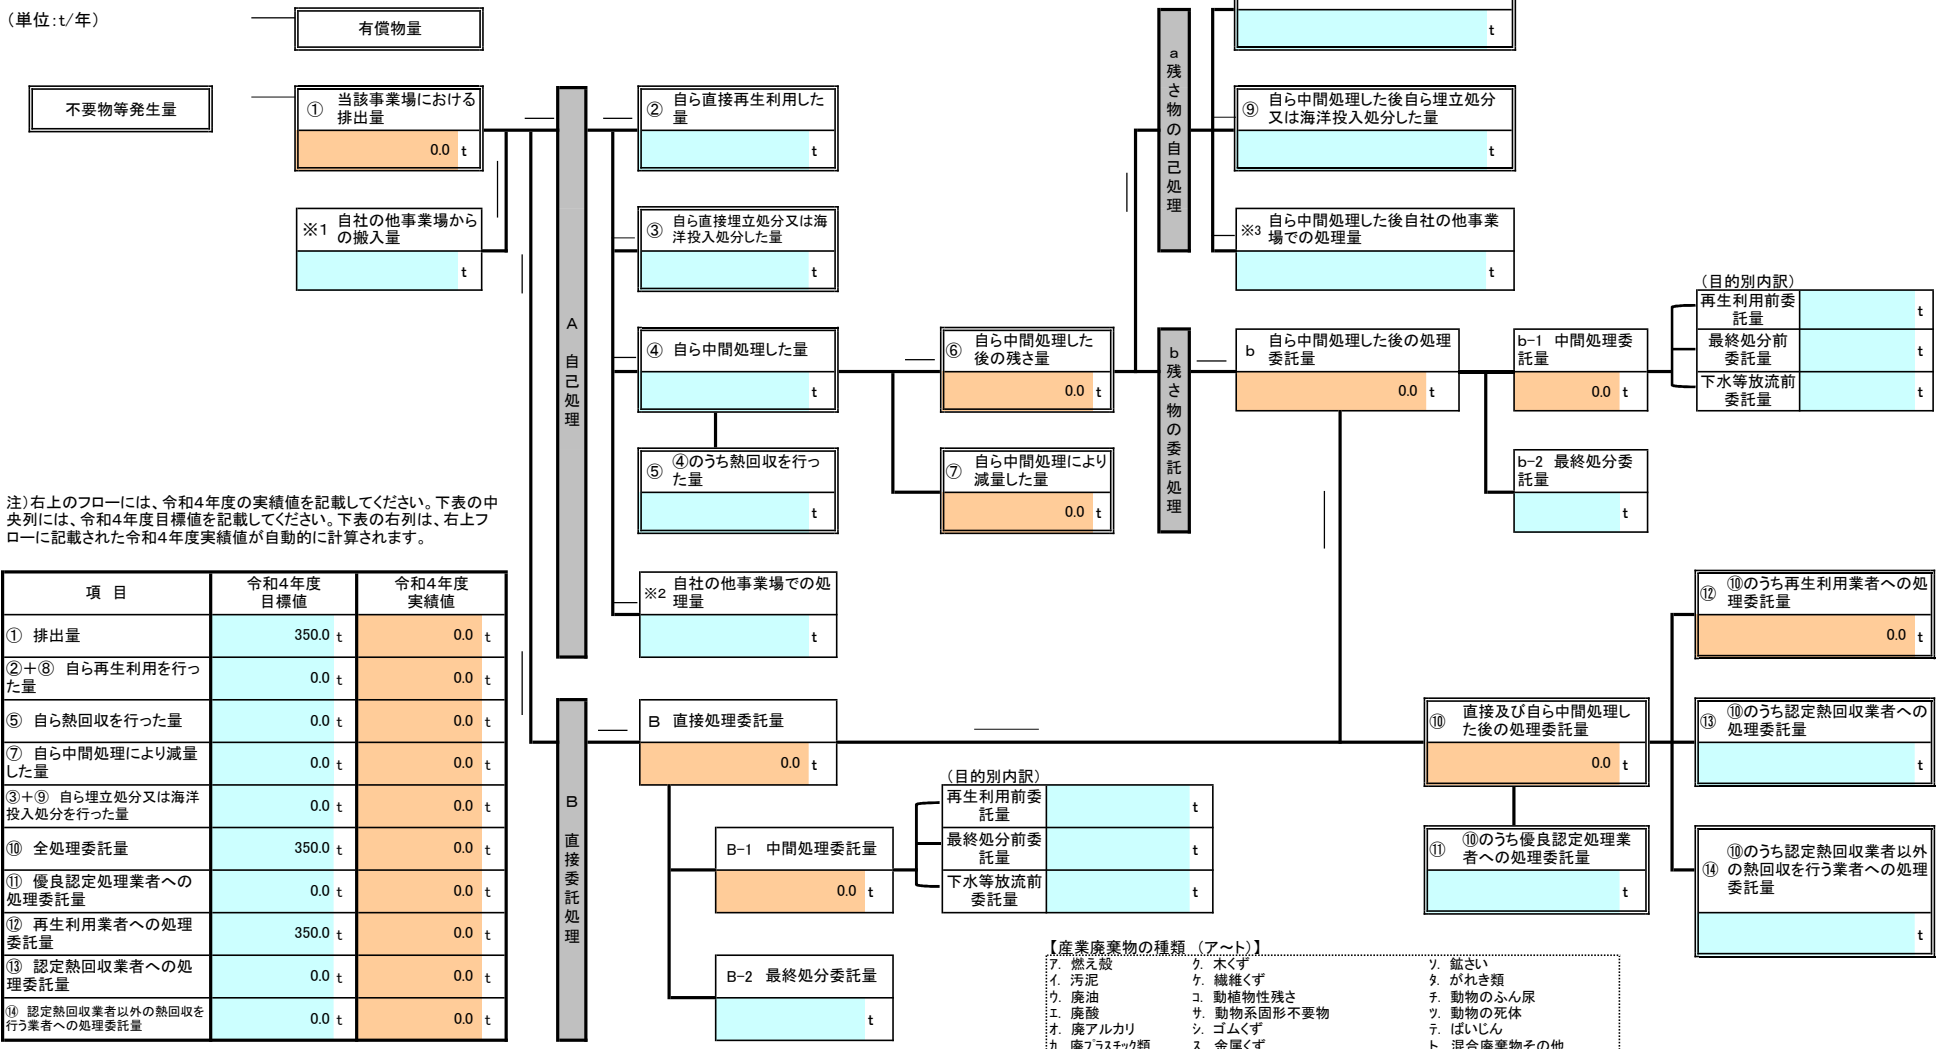 (単位:t/年)
有償物量
t
不要物等発生量
① 当該事業場における
排出量
0.0 t
※1 自社の他事業場から
の搬入量
t
A 自己処理
② 自ら直接再生利用した
量
t
③ 自ら直接埋立処分又は海
洋投入処分した量
t
④ 自ら中間処理した量
t
⑤ ④のうち熱回収を行っ
た量
t
※2 自社の他事業場での処
理量
t
⑥ 自ら中間処理した
後の残さ量
0.0 t
⑦ 自ら中間処理により
減量した量
0.0 t
a 残さ物の自己処理
⑨ 自ら中間処理した後自ら埋立処分
又は海洋投入処分した量
t
※3 自ら中間処理した後自社の他事業
場での処理量
t
b 残さ物の委託処理
b 自ら中間処理した後の処理
委託量
0.0 t
b-1 中間処理委
託量
0.0 t
b-2 最終処分委
託量
t
(目的別内訳)
再生利用前委
託量
t
最終処分前
委託量
t
下水等放流前
委託量
t
注)右上のフローには、令和4年度の実績値を記載してください。下表の中
央列には、令和4年度目標値を記載してください。下表の右列は、右上フ
ローに記載された令和4年度実績値が自動的に計算されます。
項 目 令和4年度
目標値 令和4年度
実績値
① 排出量 350.0 t 0.0 t
②+⑧ 自ら再生利用を行っ
た量 0.0 t 0.0 t
⑤ 自ら熱回収を行った量 0.0 t 0.0 t
⑦ 自ら中間処理により減量
した量 0.0 t 0.0 t
③+⑨ 自ら埋立処分又は海洋
投入処分を行った量 0.0 t 0.0 t
⑩ 全処理委託量 350.0 t 0.0 t
⑪ 優良認定処理業者への
処理委託量 0.0 t 0.0 t
⑫ 再生利用業者への処理
委託量 350.0 t 0.0 t
⑬ 認定熱回収業者への処
理委託量 0.0 t 0.0 t
⑭ 認定熱回収業者以外の熱回収を
行う業者への処理委託量 0.0 t 0.0 t
B 直接委託処理
B 直接処理委託量
0.0 t
B-1 中間処理委託量
0.0 t
B-2 最終処分委託量
t
(目的別内訳)
再生利用前委
託量
t
最終処分前委
託量
t
下水等放流前
委託量
t
⑩ 直接及び自ら中間処理し
た後の処理委託量
0.0 t
⑪ ⑩のうち優良認定処理業
者への処理委託量
t
⑫ ⑩のうち再生利用業者への処
理委託量
0.0 t
⑬ ⑩のうち認定熱回収業者への
処理委託量
t
⑭ ⑩のうち認定熱回収業者以外
の熱回収を行う業者への処理
委託量
t
【産業廃棄物の種類 (ア~ト)】
ア. 燃え殻 ク. 木くず ソ. 鉱さい
イ. 汚泥 ケ. 繊維くず タ. がれき類
ウ. 廃油 コ. 動植物性残さ チ. 動物のふん尿
エ. 廃酸 サ. 動物系固形不要物 ツ. 動物の死体
オ. 廃アルカリ シ. ゴムくず テ. ばいじん
カ. 廃プラスチック類 ス. 金属くず ト. 混合廃棄物その他